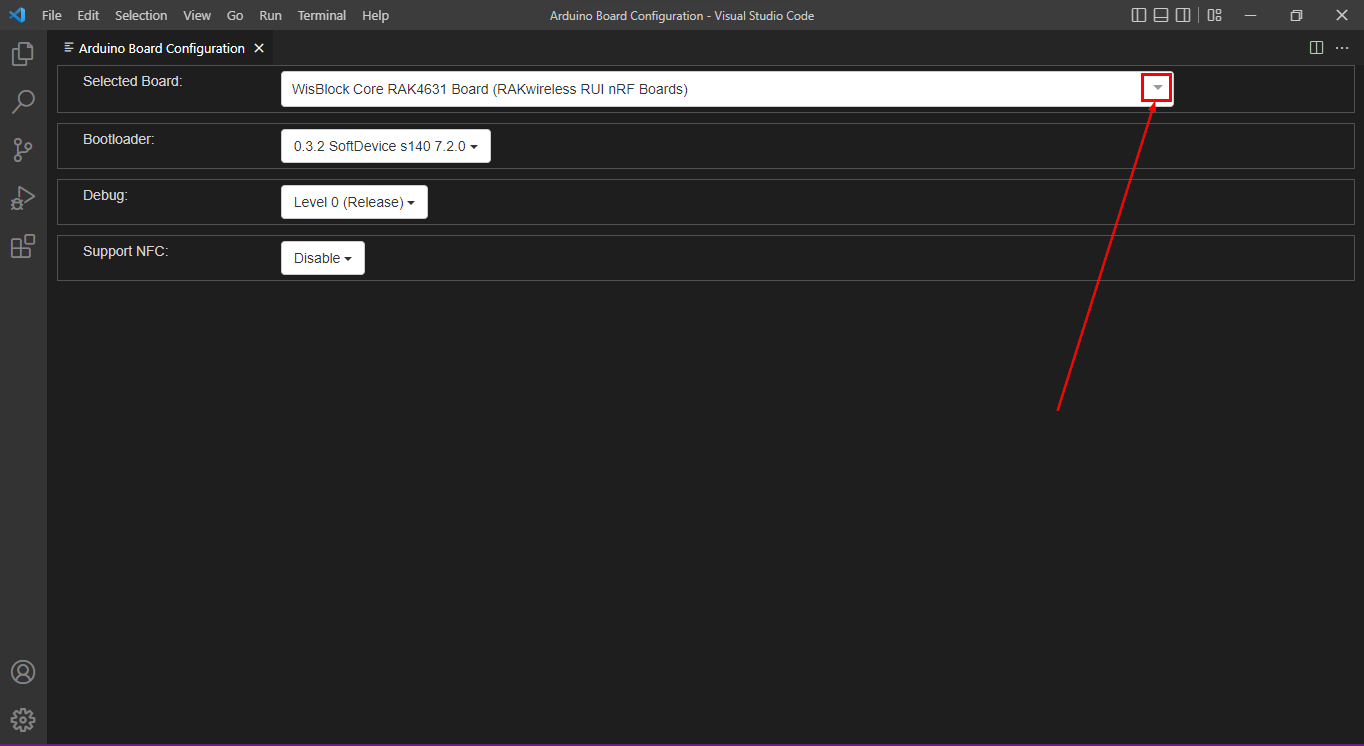 File Edit Selection View Go Run Terminal Help Arduino Board Configuration - Visual Studio Code
Arduino Board Configuration
Selected Board: WisBlock Core RAK4631 Board (RAKwireless RUI nRF Boards)
Bootloader: 0.3.2 SoftDevice s140 7.2.0
Debug: Level 0 (Release)
Support NFC: Disable